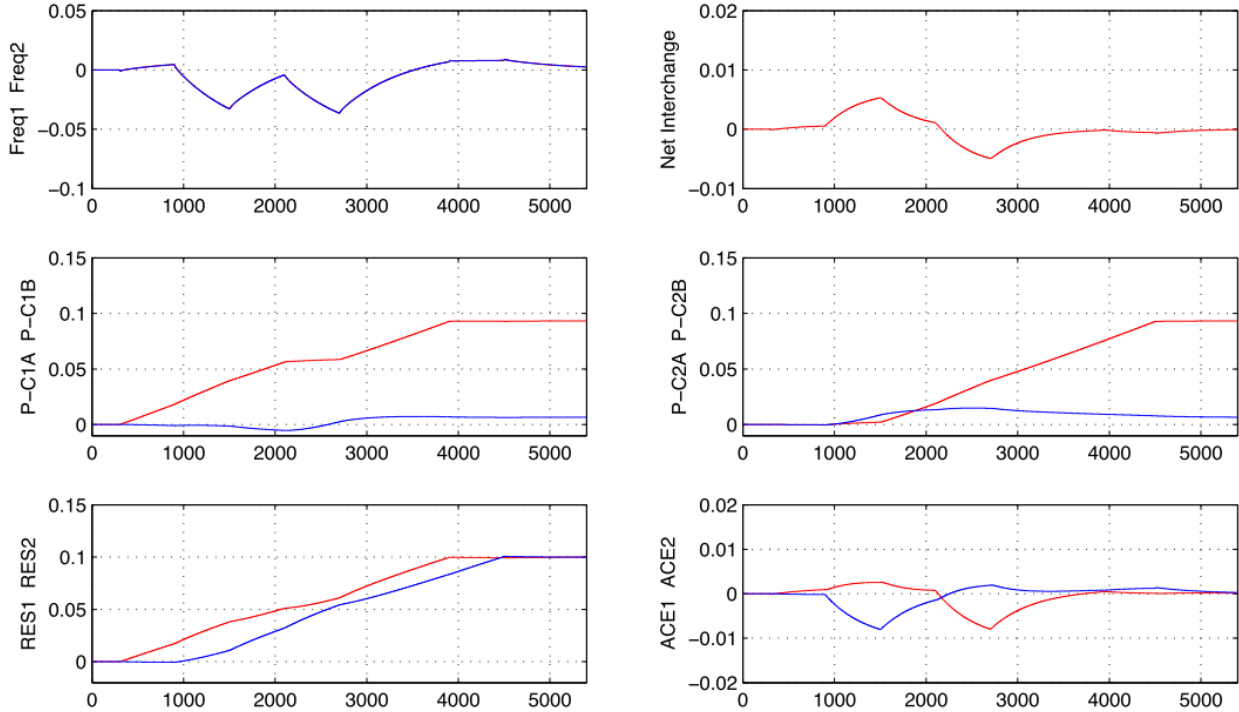 0.05
0
−0.05
−0.1
Freq1 Freq2
0 1000 2000 3000 4000 5000
0.02
0.01
0
−0.01
Net Interchange
0 1000 2000 3000 4000 5000
0.15
0.1
0.05
0
P−C1A P−C1B
0 1000 2000 3000 4000 5000
0.15
0.1
0.05
0
P−C2A P−C2B
0 1000 2000 3000 4000 5000
0.15
0.1
0.05
0
RES1 RES2
0 1000 2000 3000 4000 5000
0.02
0.01
0
−0.01
−0.02
ACE1 ACE2
0 1000 2000 3000 4000 5000